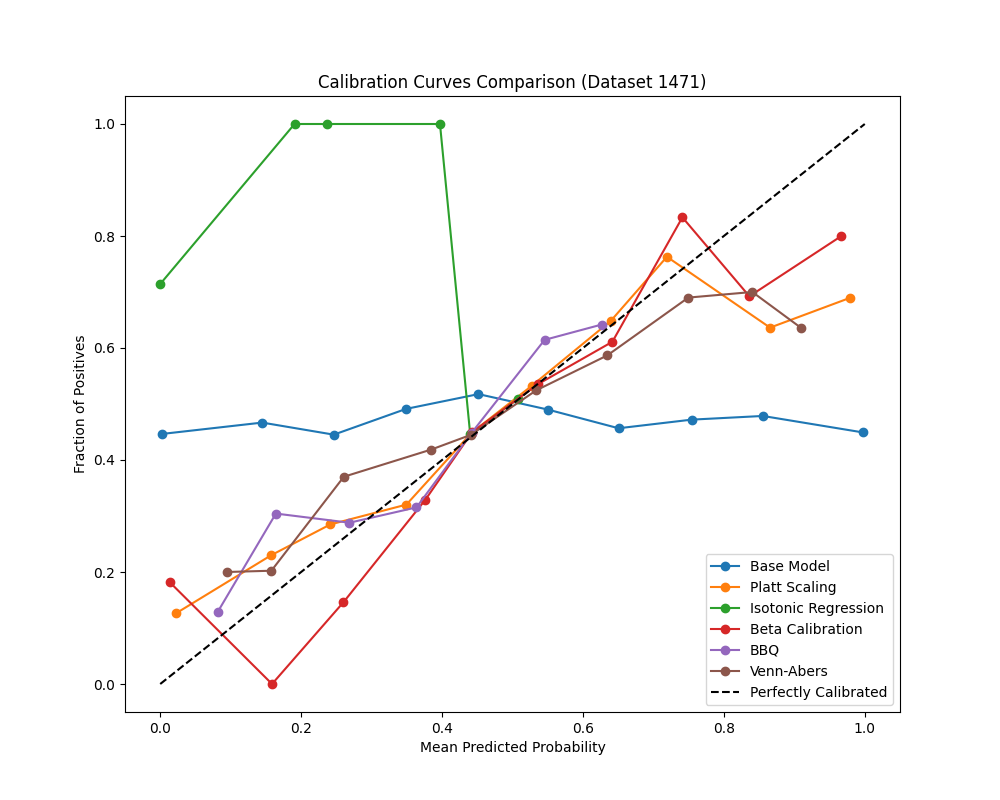 Calibration Curves Comparison (Dataset 1471)
Fraction of Positives
1.0
0.8
0.6
0.4
0.2
0.0
0.0 0.2 0.4 0.6 0.8 1.0
Mean Predicted Probability
Base Model
Platt Scaling
Isotonic Regression
Beta Calibration
BBQ
Venn-Abers
Perfectly Calibrated